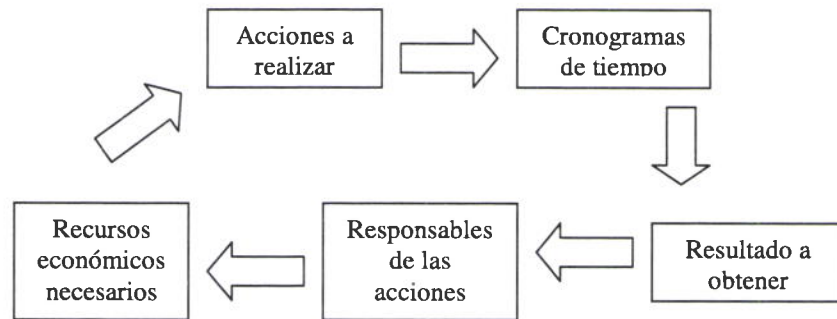 Acciones a
realizar
Cronogramas
de tiempo
Resultado a
obtener
Responsables
de las
acciones
Recursos
económicos
necesarios